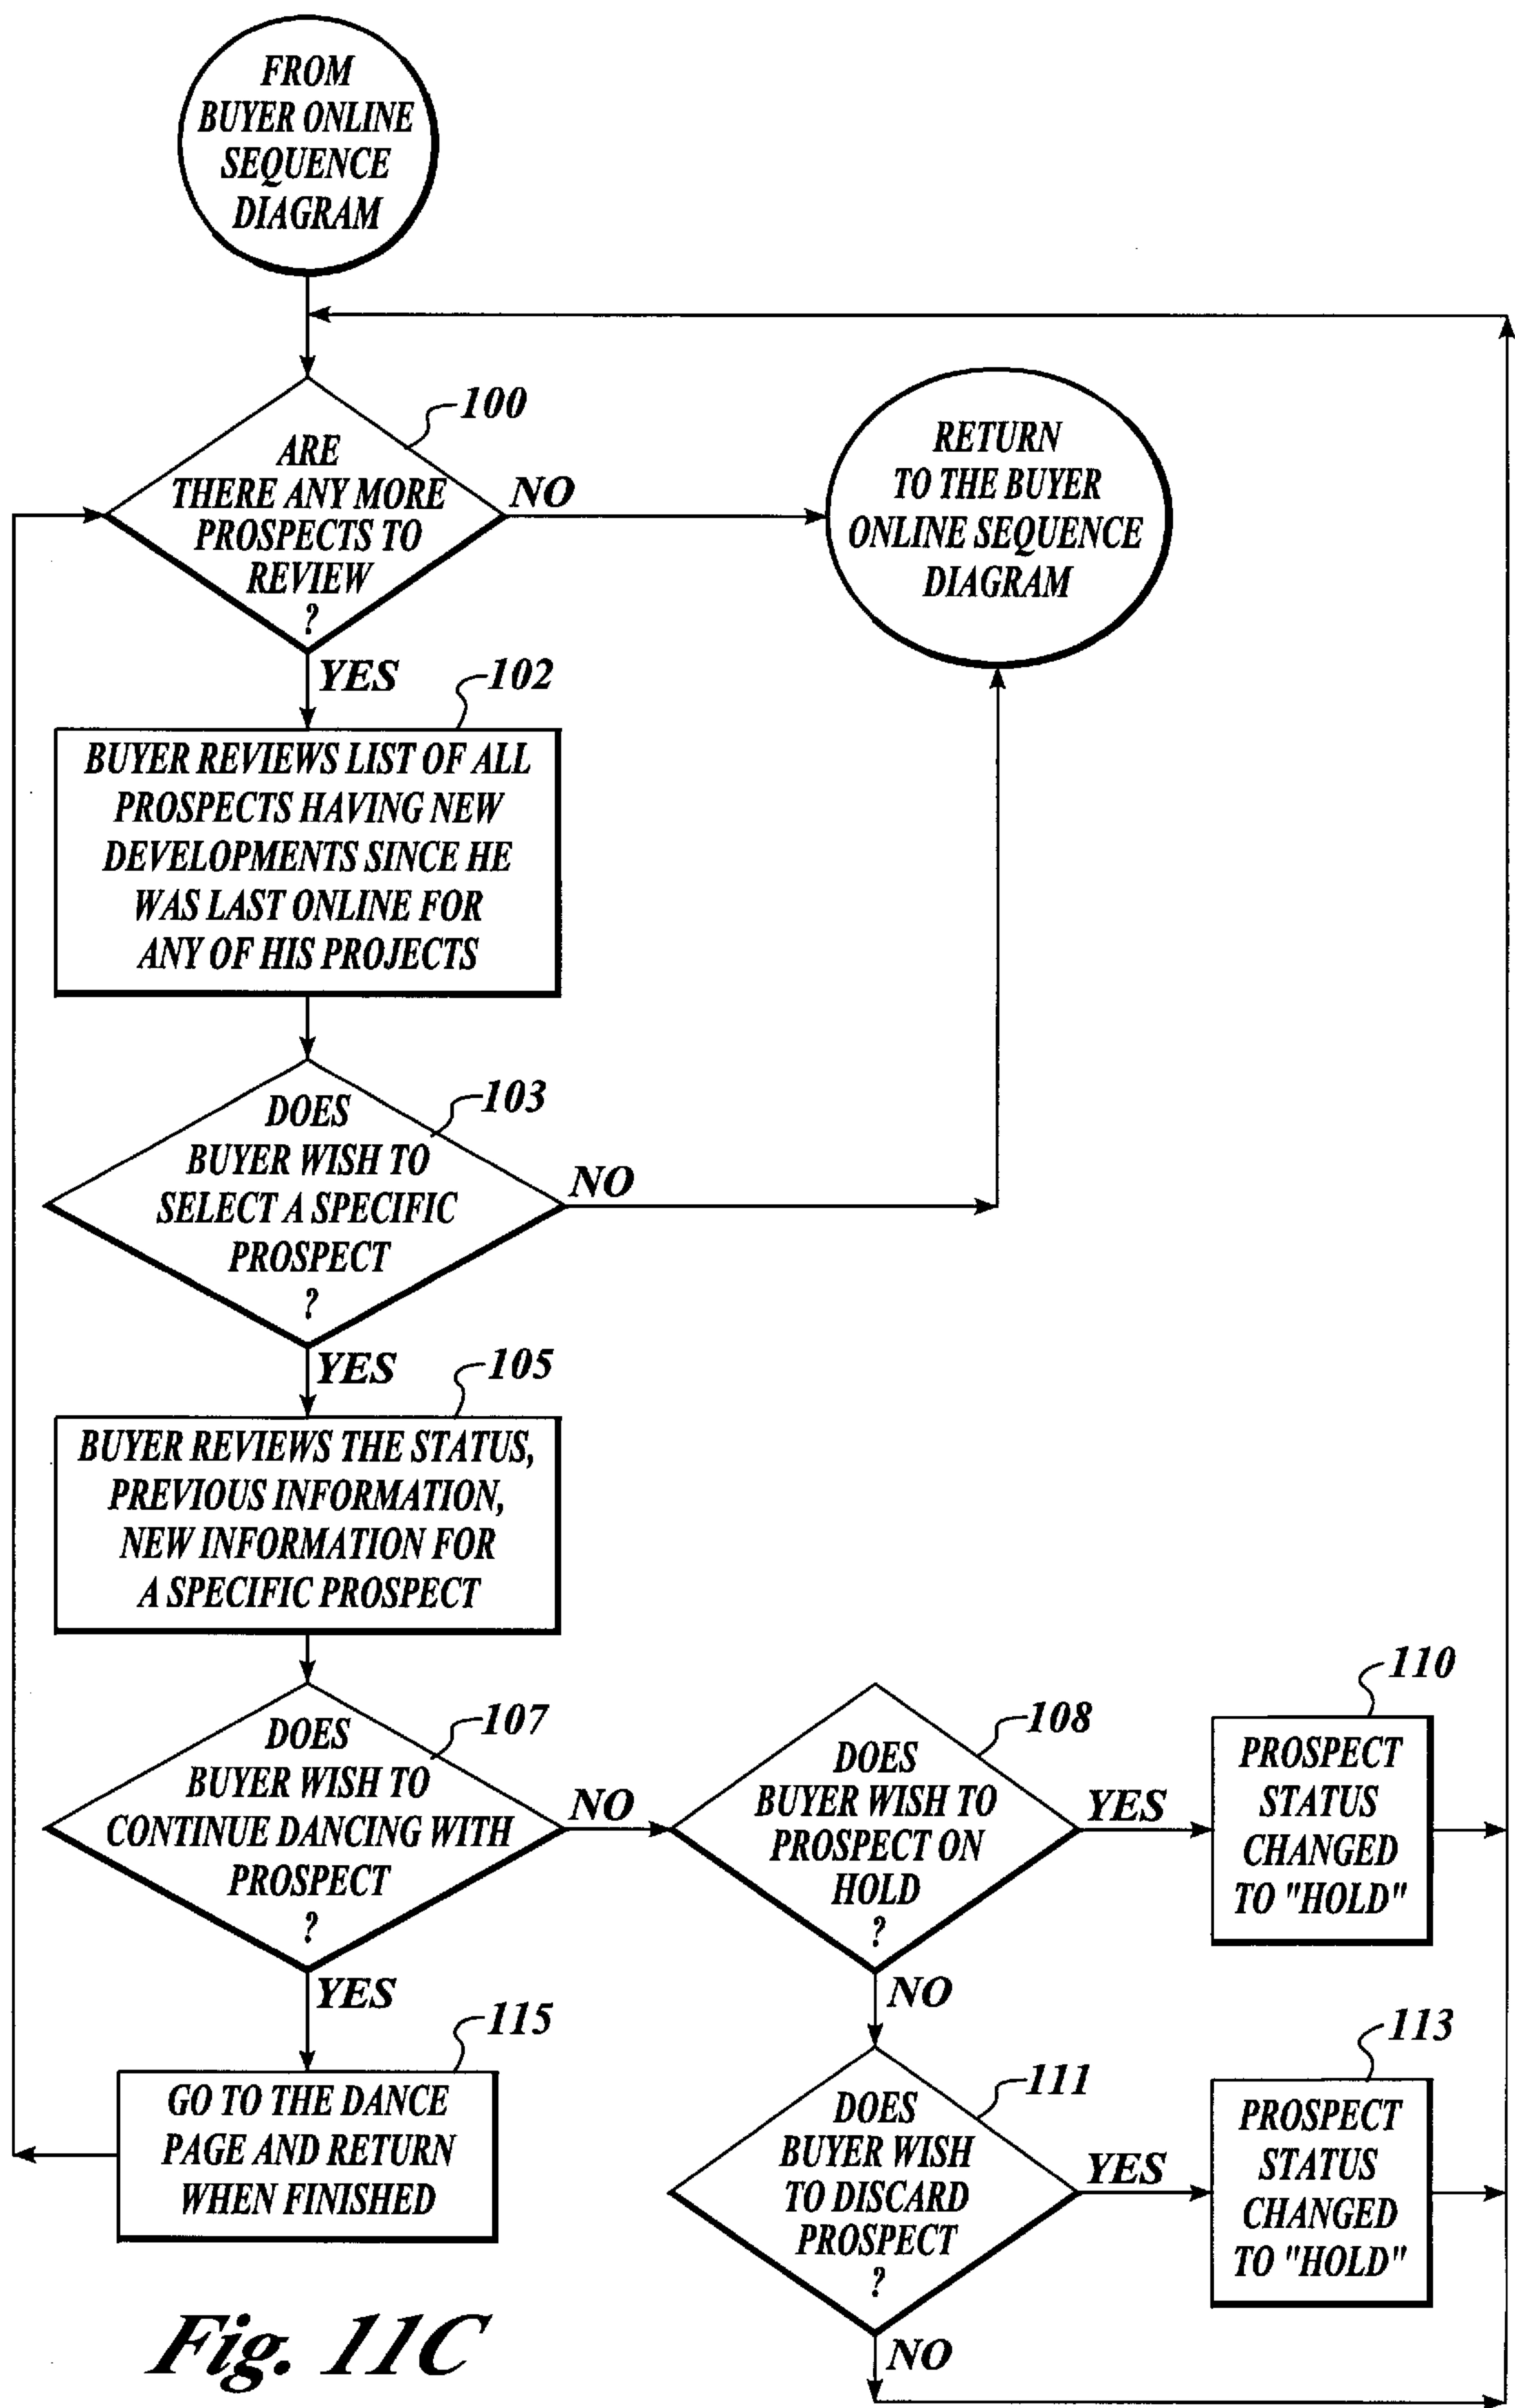 FROM
BUYER ONLINE
SEQUENCE
DIAGRAM
100
ARE
THERE ANY MORE
PROSPECTS TO
REVIEW
?
NO
RETURN
TO THE BUYER
ONLINE SEQUENCE
DIAGRAM
YES
102
BUYER REVIEWS LIST OF ALL
PROSPECTS HAVING NEW
DEVELOPMENTS SINCE HE
WAS LAST ONLINE FOR
ANY OF HIS PROJECTS
103
DOES
BUYER WISH TO
SELECT A SPECIFIC
PROSPECT
?
NO
YES
105
BUYER REVIEWS THE STATUS,
PREVIOUS INFORMATION,
NEW INFORMATION FOR
A SPECIFIC PROSPECT
107
DOES
BUYER WISH TO
CONTINUE DANCING WITH
PROSPECT
?
NO
108
DOES
BUYER WISH TO
PROSPECT ON
HOLD
?
YES
110
PROSPECT
STATUS
CHANGED
TO "HOLD"
YES
NO
115
GO TO THE DANCE
PAGE AND RETURN
WHEN FINISHED
111
DOES
BUYER WISH
TO DISCARD
PROSPECT
?
YES
113
PROSPECT
STATUS
CHANGED
TO "HOLD"
NO
Fig. 11C